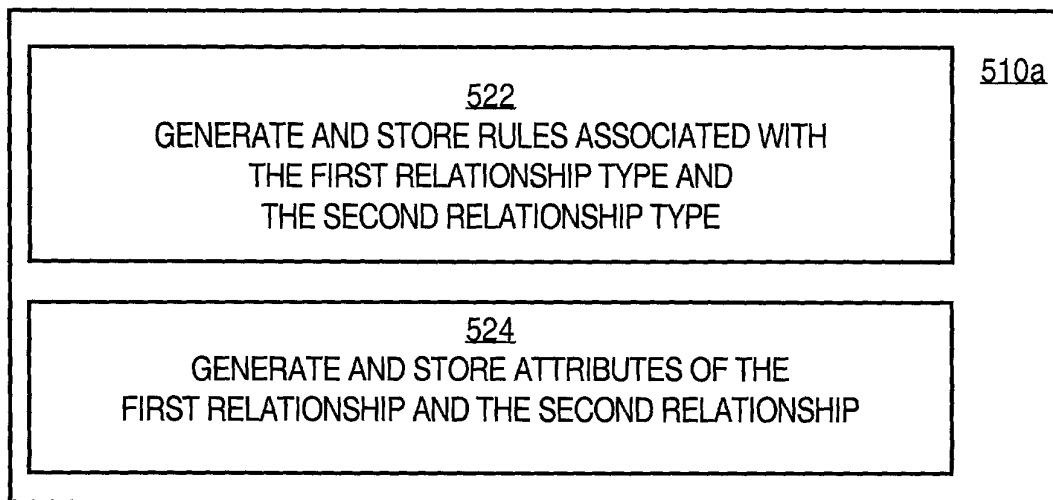 510a
522
GENERATE AND STORE RULES ASSOCIATED WITH
THE FIRST RELATIONSHIP TYPE AND
THE SECOND RELATIONSHIP TYPE
524
GENERATE AND STORE ATTRIBUTES OF THE
FIRST RELATIONSHIP AND THE SECOND RELATIONSHIP